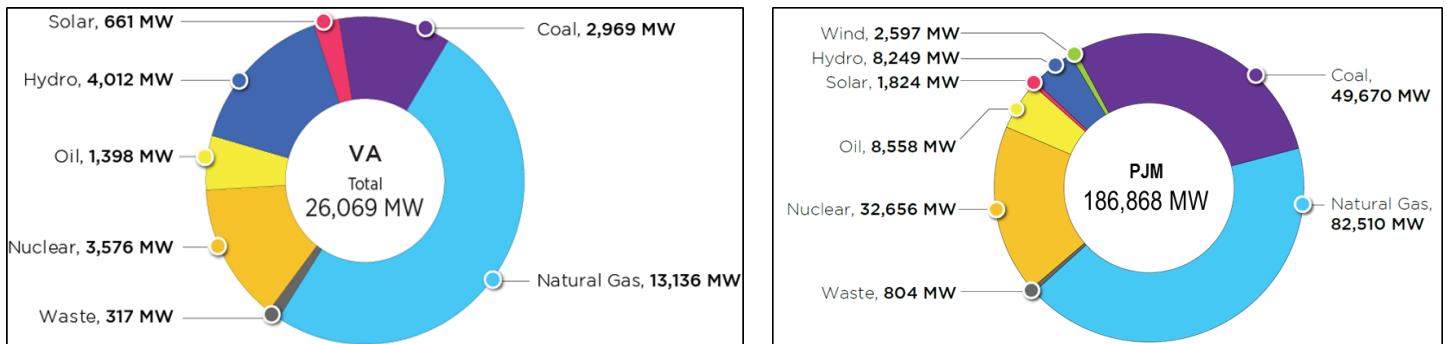 Solar, 661 MW
Coal, 2,969 MW
Hydro, 4,012 MW
Oil, 1,398 MW
VA
Total
26,069 MW
Nuclear, 3,576 MW
Natural Gas, 13,136 MW
Waste, 317 MW
Wind, 2,597 MW
Hydro, 8,249 MW
Solar, 1,824 MW
Coal,
49,670 MW
Oil, 8,558 MW
PJM
186,868 MW
Nuclear, 32,656 MW
Natural Gas,
82,510 MW
Waste, 804 MW